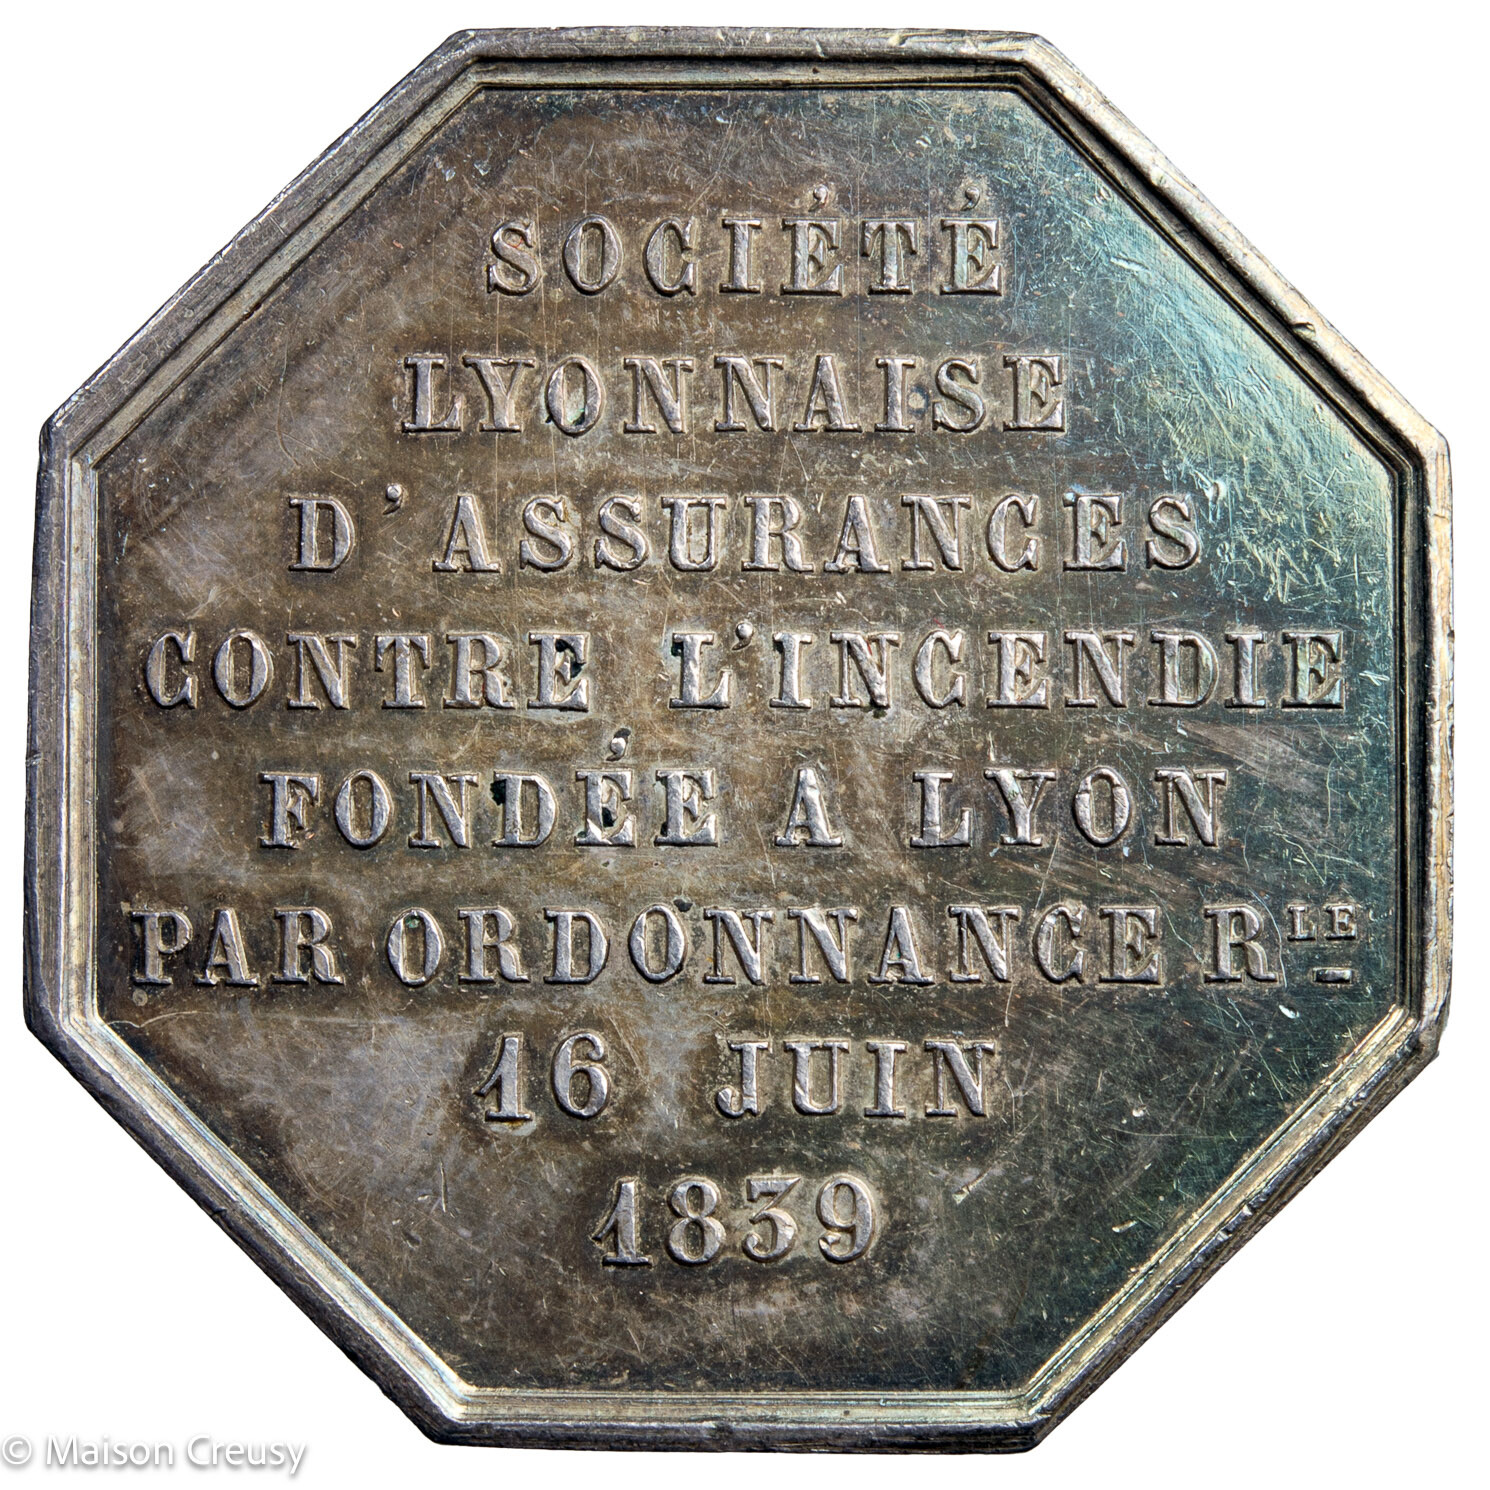 SOCIÉTÉ
LYONNAISE
D'ASSURANCES
CONTRE L'INCENDIE
FONDÉE A LYON
PAR ORDONNANCE RLE
16 JUIN
1839
© Maison Creusy